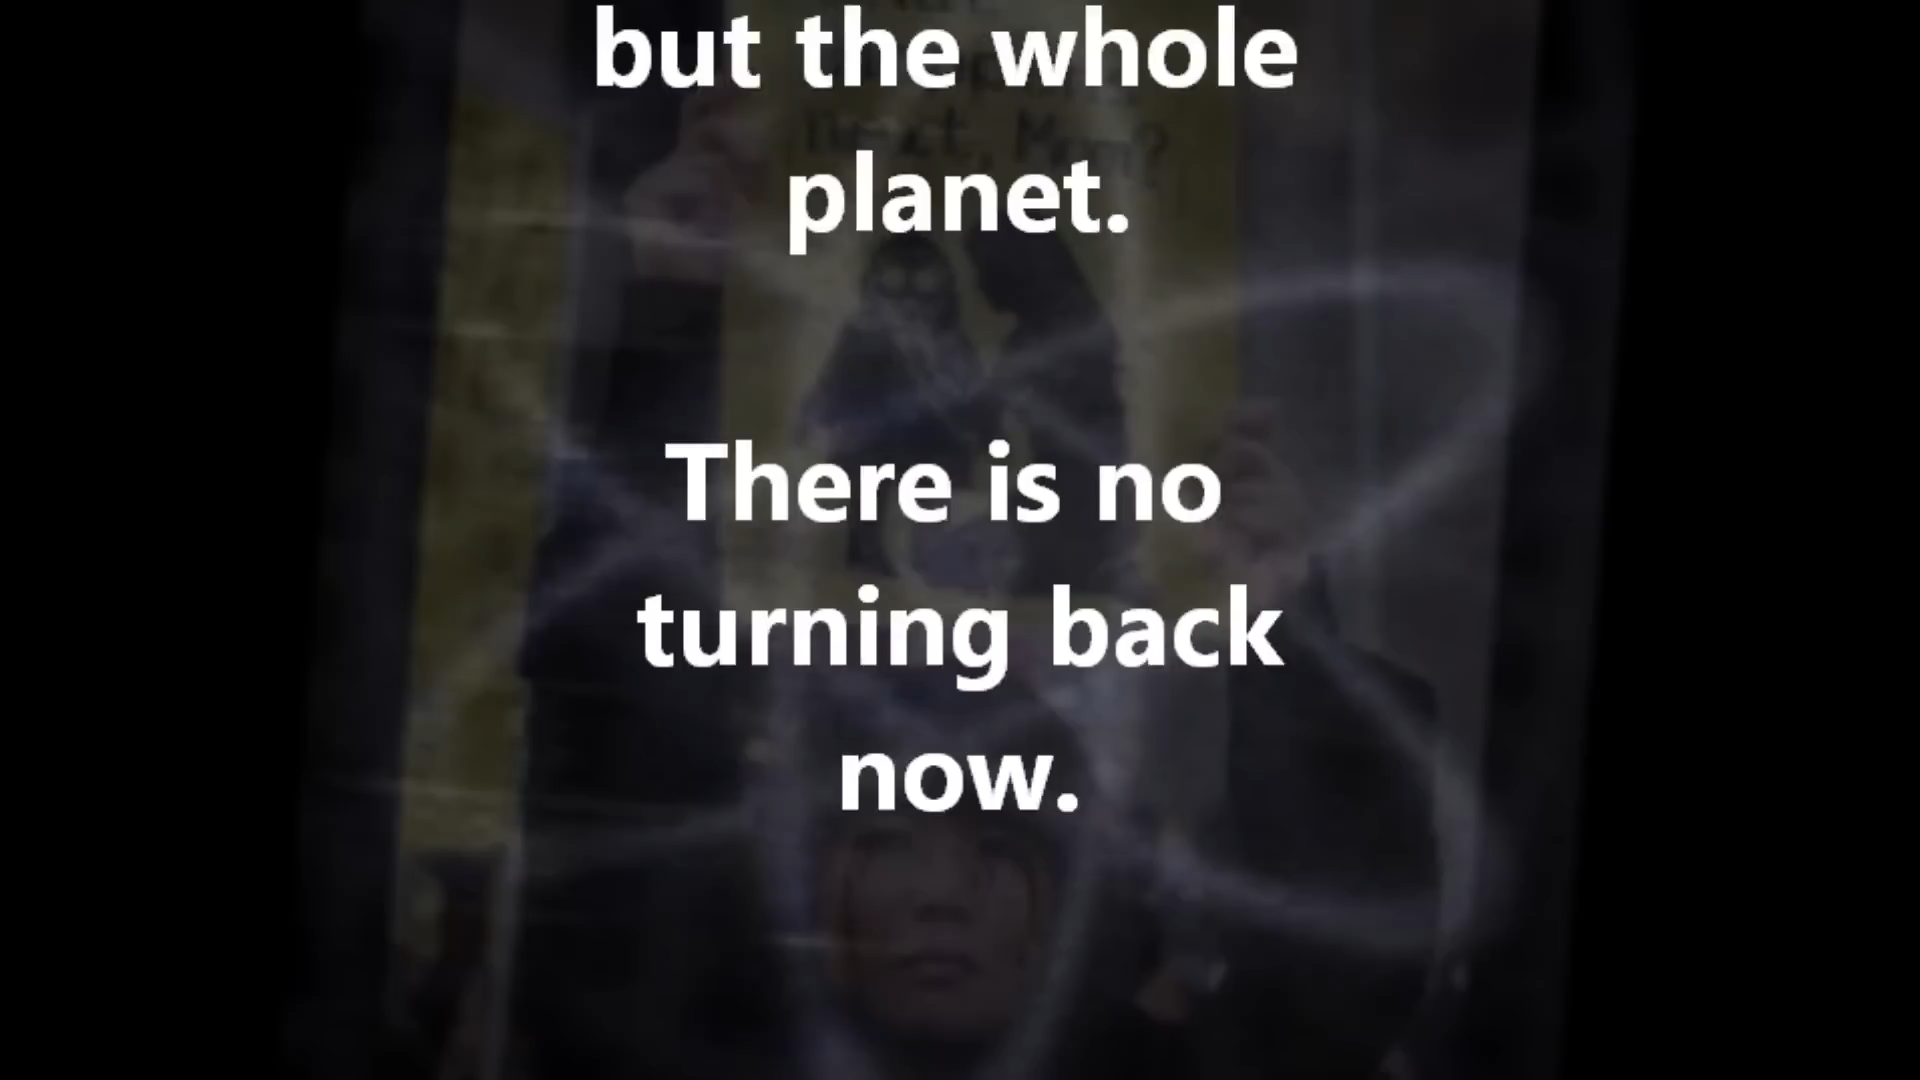 but the whole
planet.
There is no
turning back
now.